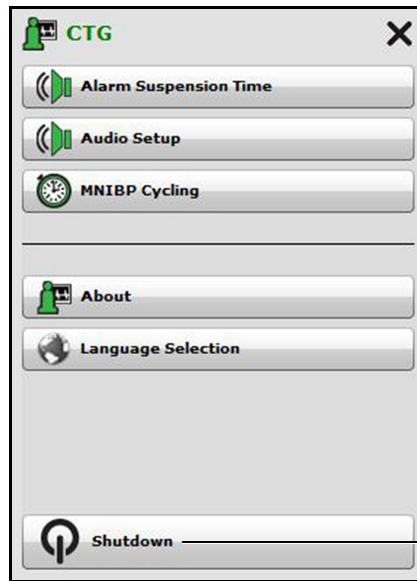 CTG
Alarm Suspension Time
Audio Setup
MNIBP Cycling
About
Language Selection
Shutdown